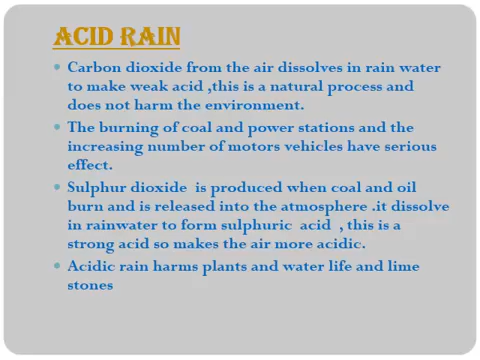 ACID RAIN
Carbon dioxide from the air dissolves in rain water
to make weak acid ,this is a natural process and
does not harm the environment.
The burning of coal and power stations and the
increasing number of motors vehicles have serious
effect.
Sulphur dioxide is produced when coal and oil
burn and is released into the atmosphere .it dissolve
in rainwater to form sulphuric acid , this is a
strong acid so makes the air more acidic.
Acidic rain harms plants and water life and lime
stones